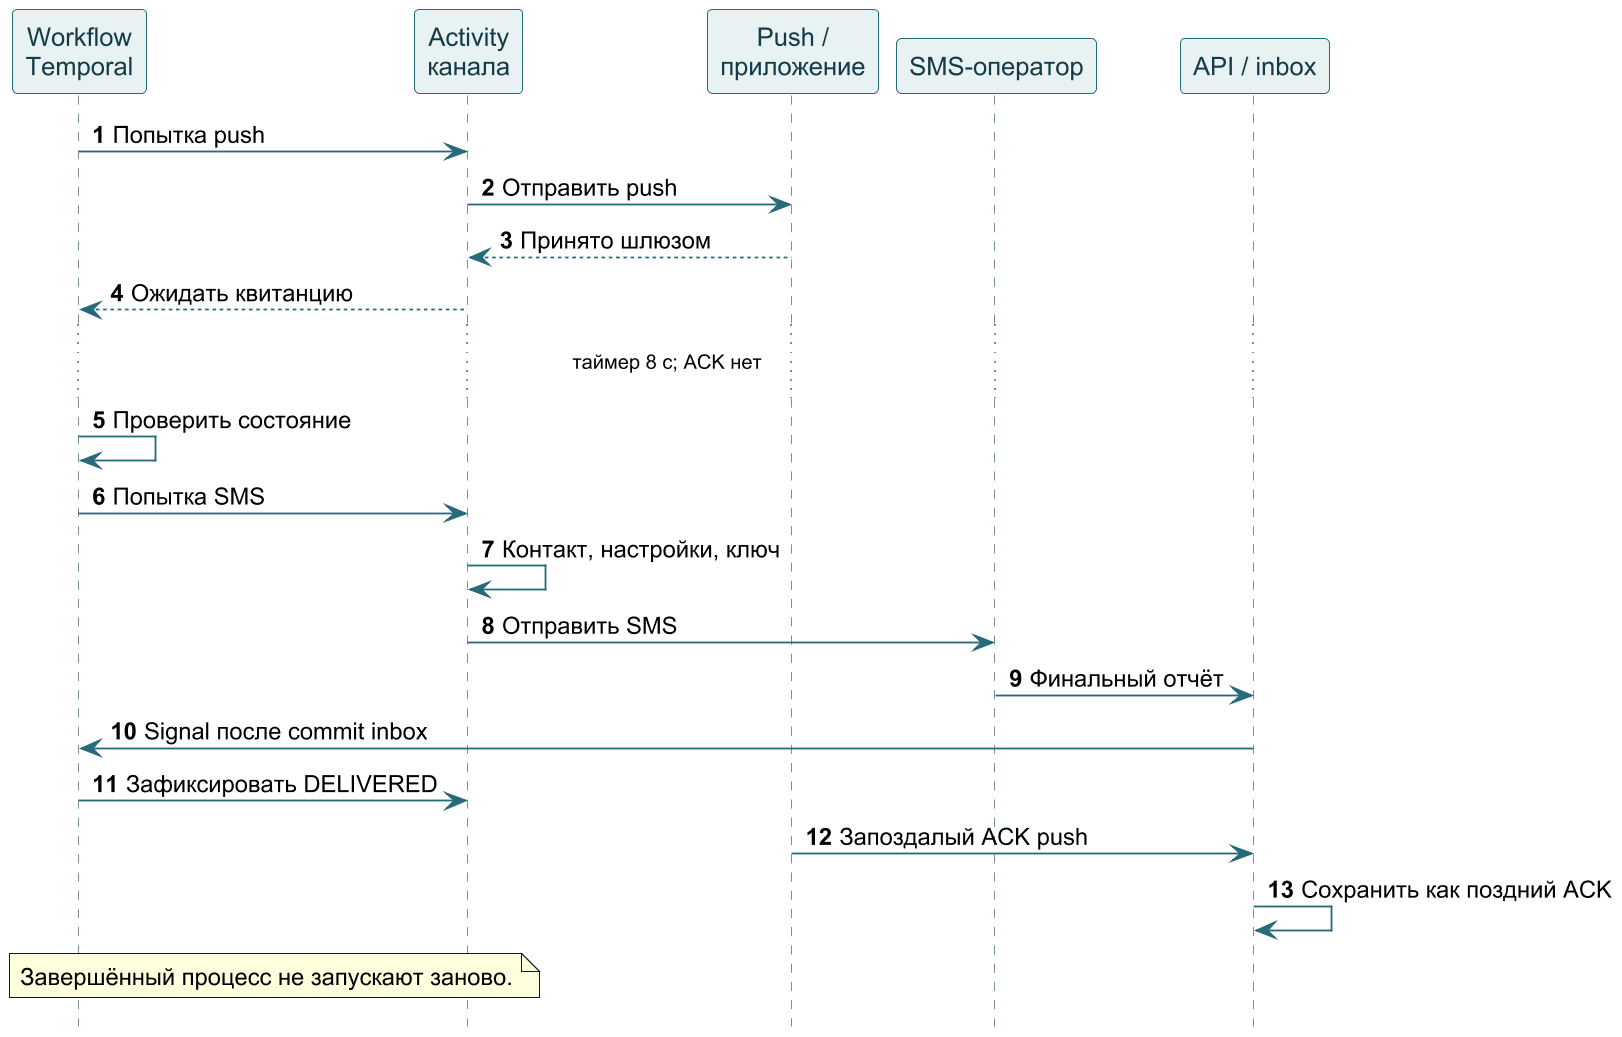 Workflow
Temporal
Activity
канала
Push /
приложение
SMS-оператор
API / inbox
1 Попытка push
2 Отправить push
3 Принято шлюзом
4 Ожидать квитанцию
таймер 8 с; ACK нет
5 Проверить состояние
6 Попытка SMS
7 Контакт, настройки, ключ
8 Отправить SMS
9 Финальный отчёт
10 Signal после commit inbox
11 Зафиксировать DELIVERED
12 Запоздалый ACK push
13 Сохранить как поздний ACK
Завершённый процесс не запускают заново.